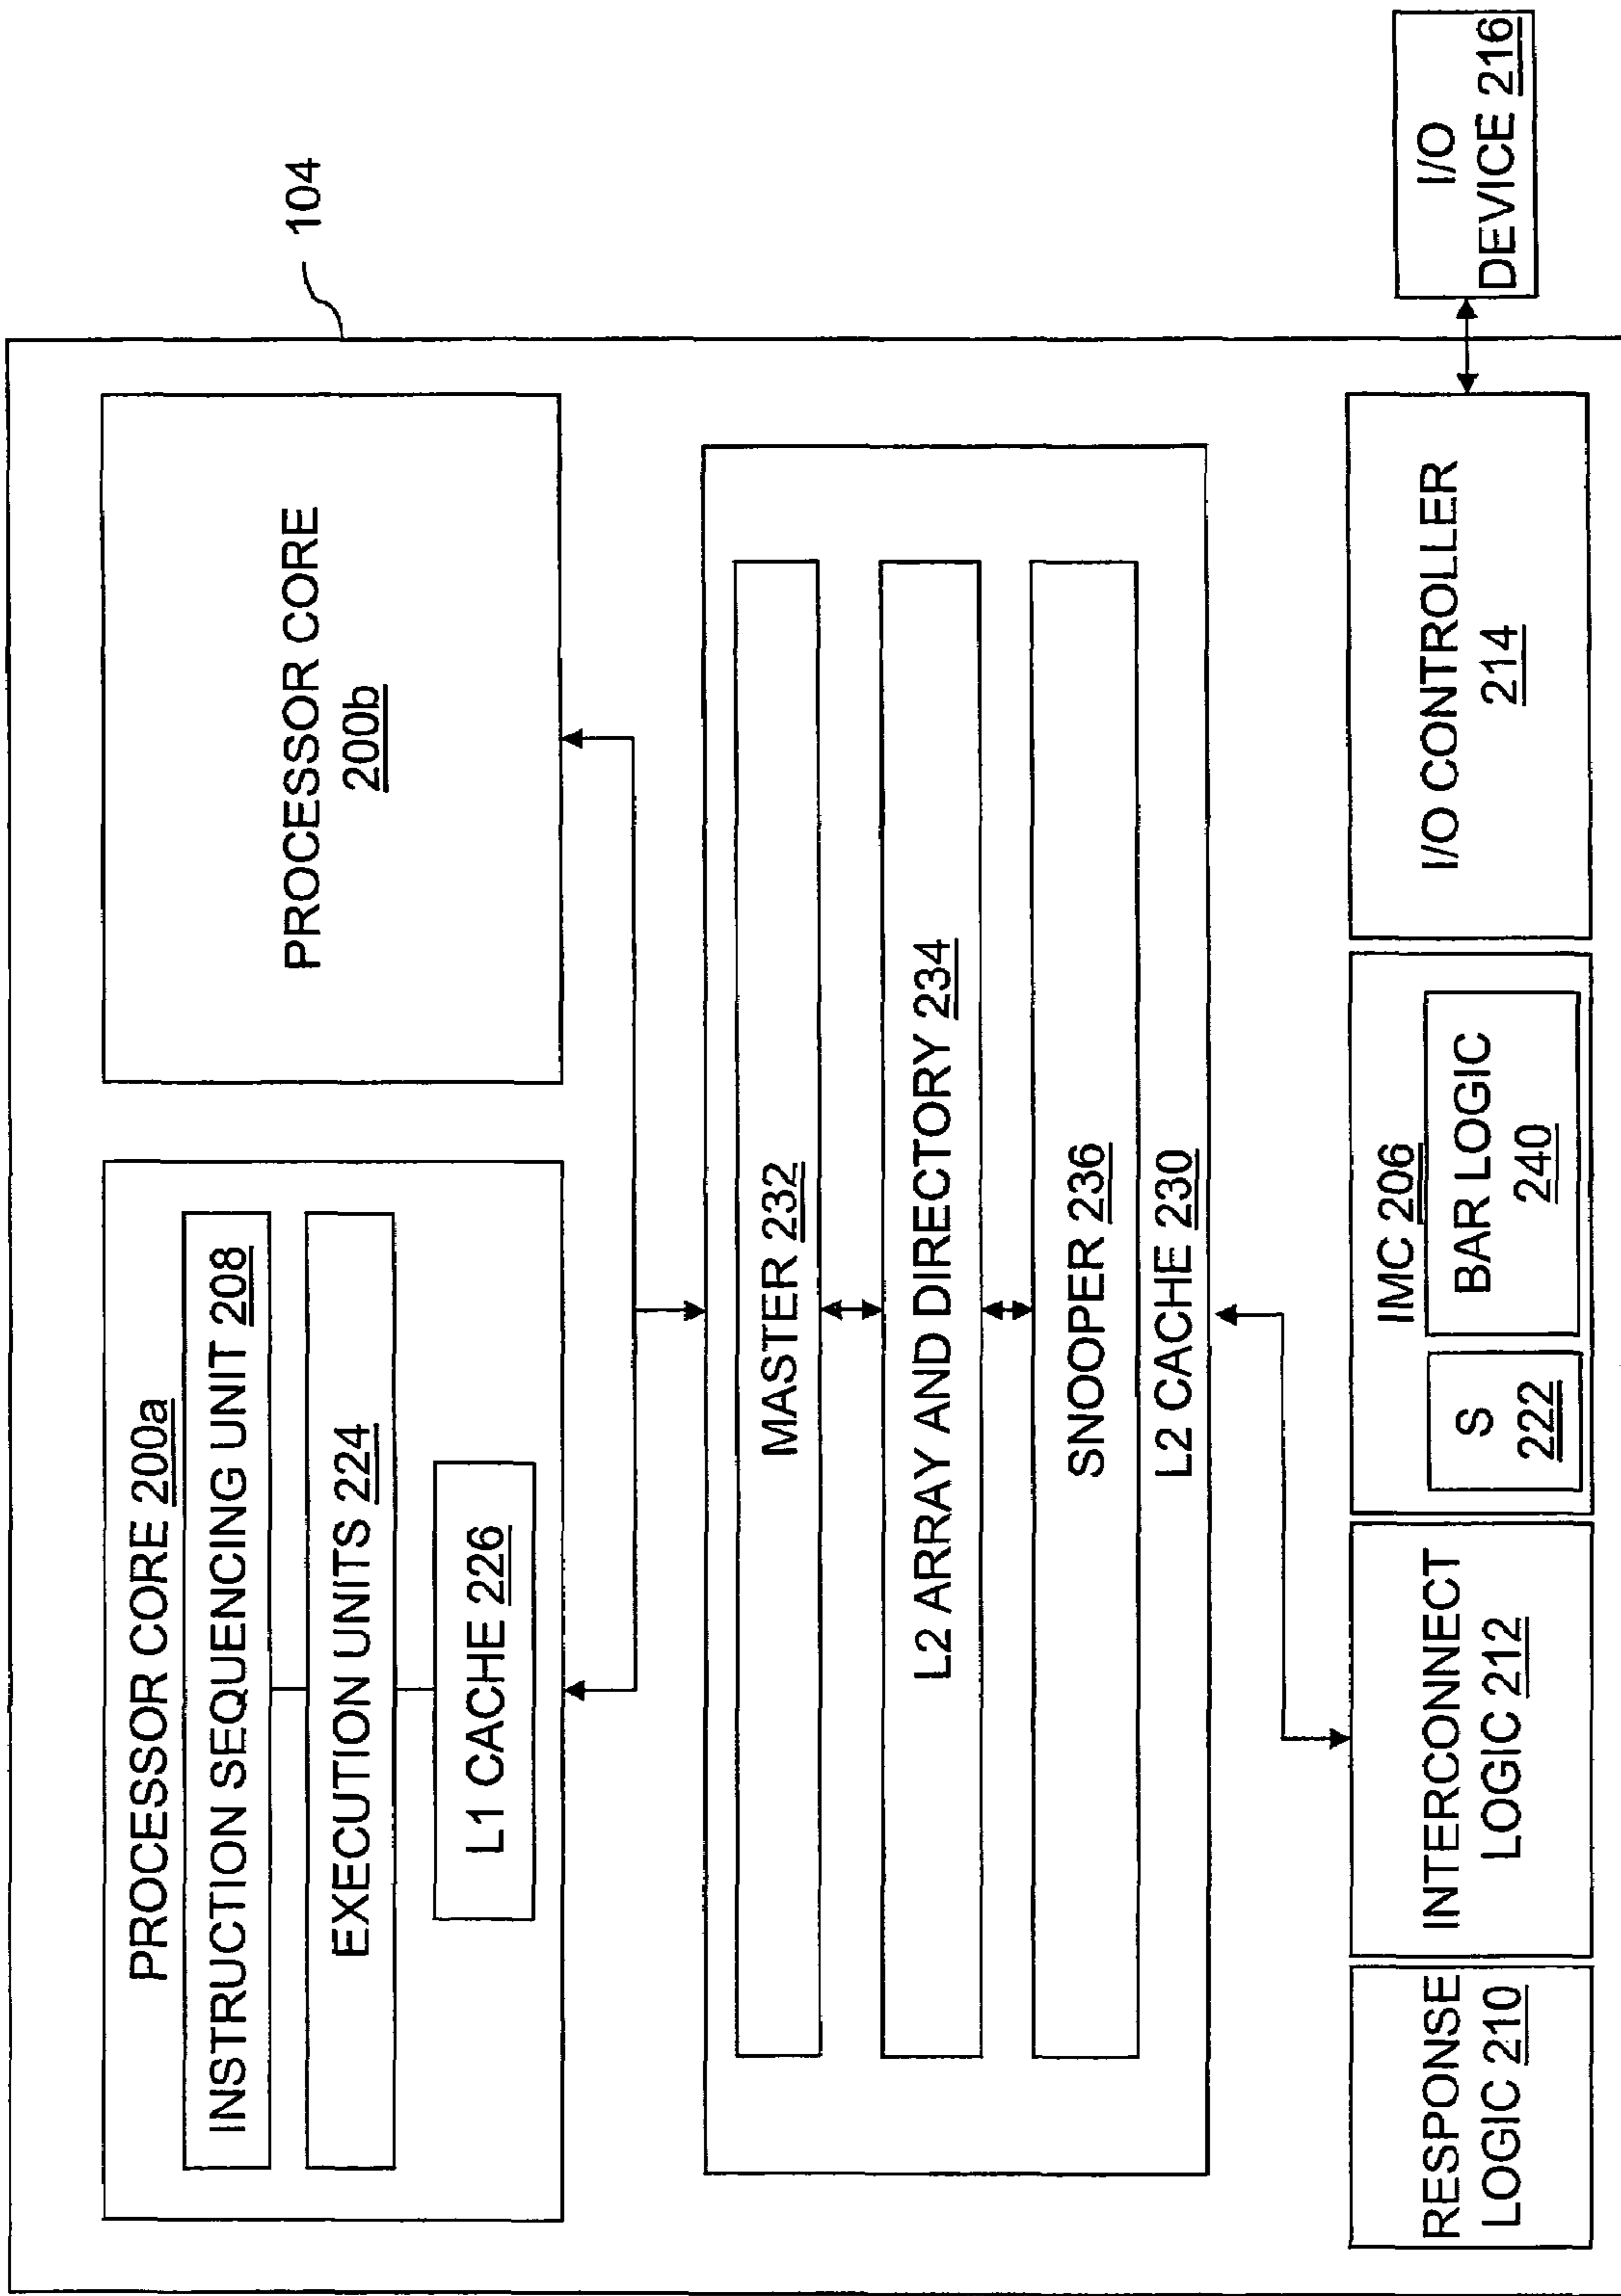 104
PROCESSOR CORE 200a
INSTRUCTION SEQUENCING UNIT 208
EXECUTION UNITS 224
L1 CACHE 226
PROCESSOR CORE
200b
MASTER 232
L2 ARRAY AND DIRECTORY 234
SNOOPER 236
L2 CACHE 230
RESPONSE
LOGIC 210
INTERCONNECT
LOGIC 212
IMC 206
S
222
BAR LOGIC
240
I/O CONTROLLER
214
I/O
DEVICE 216